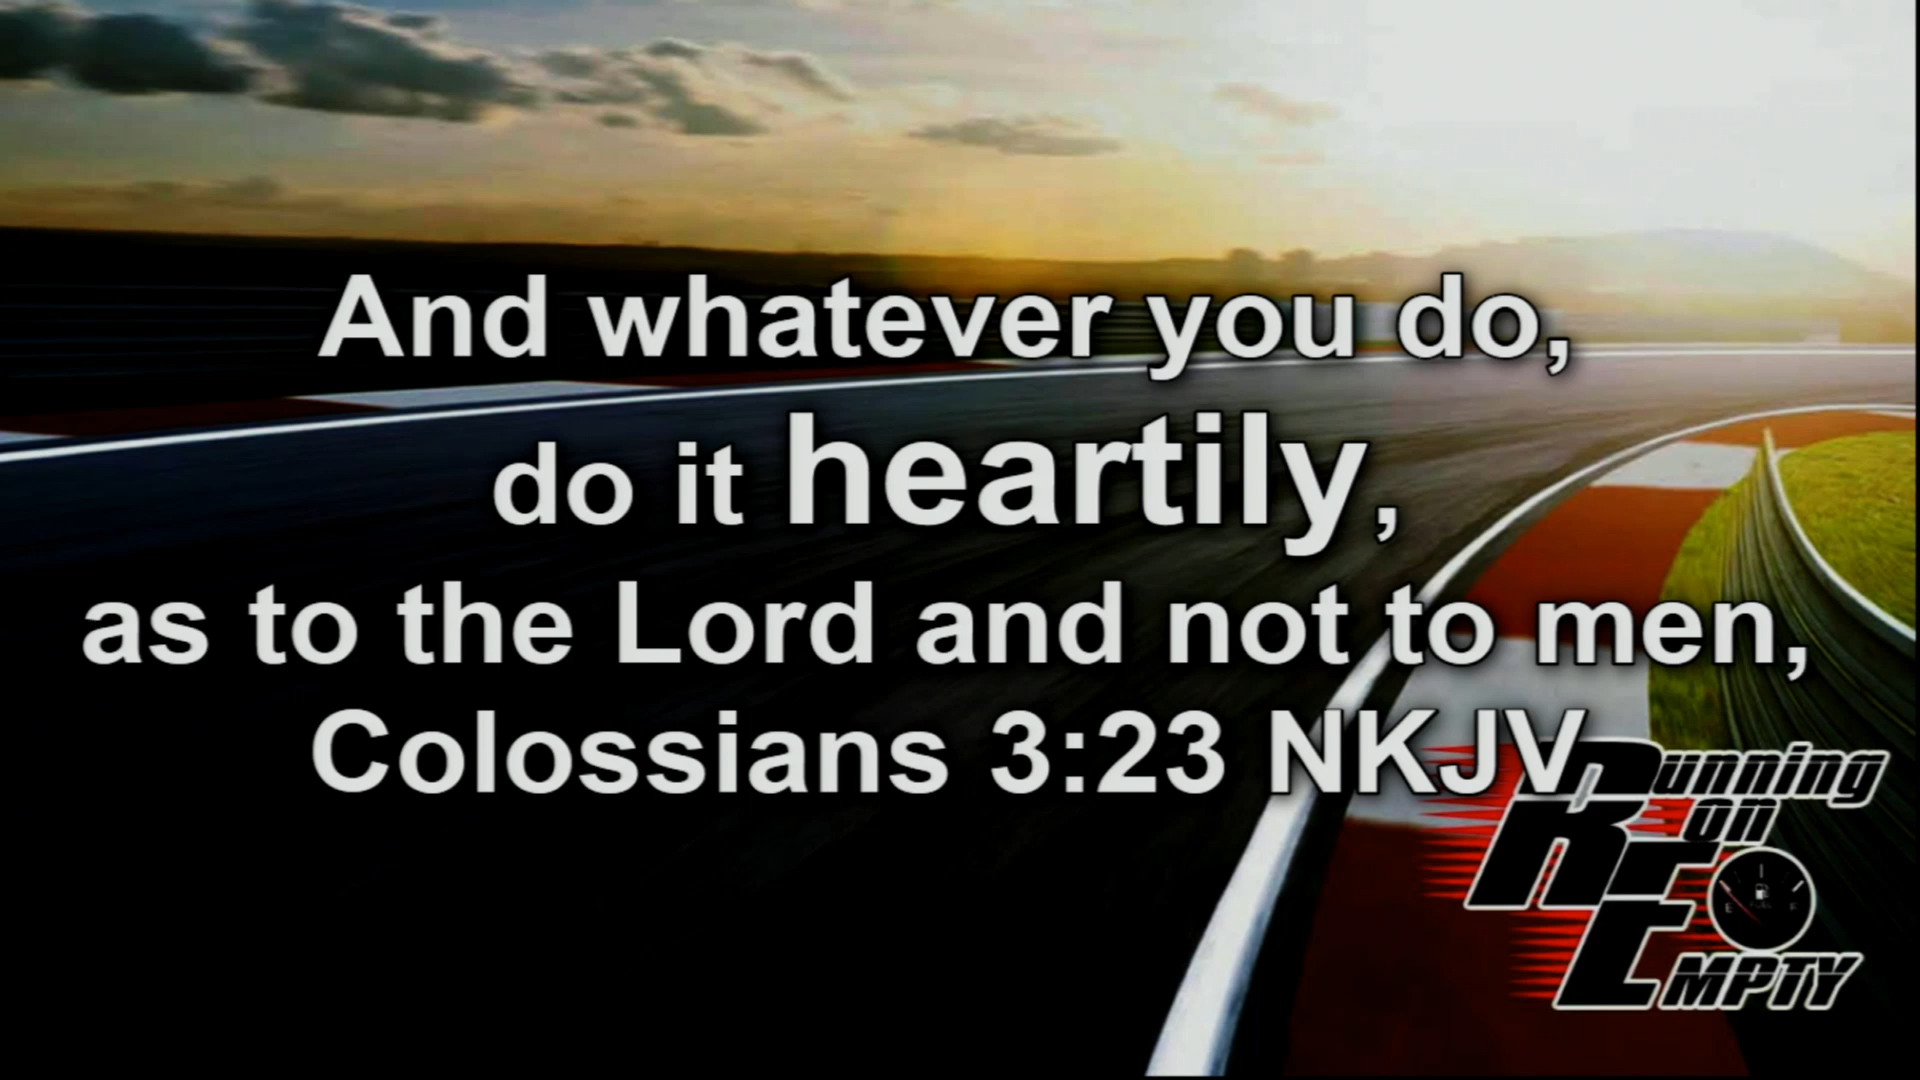 And whatever you do,
do it heartily,
as to the Lord and not to men,
Colossians 3:23 NKJV
Running
on
Empty
E FUEL F